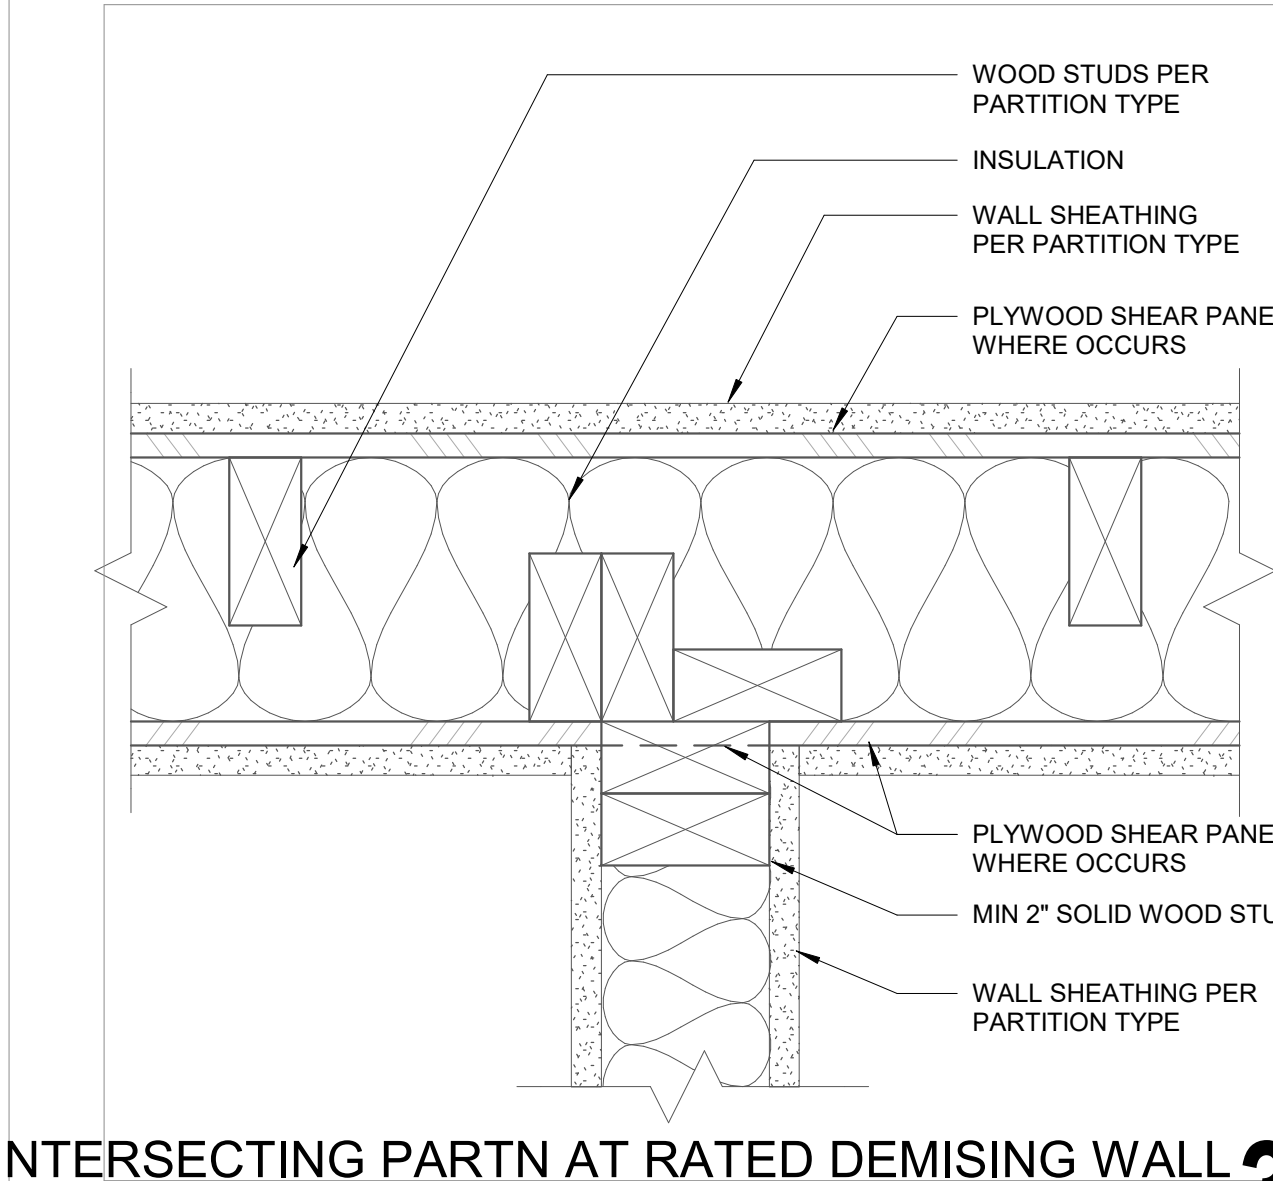 WOOD STUDS PER
PARTITION TYPE
INSULATION
WALL SHEATHING
PER PARTITION TYPE
PLYWOOD SHEAR PANE
WHERE OCCURS
PLYWOOD SHEAR PANE
WHERE OCCURS
MIN 2" SOLID WOOD STU
WALL SHEATHING PER
PARTITION TYPE
NTERSECTING PARTN AT RATED DEMISING WALL